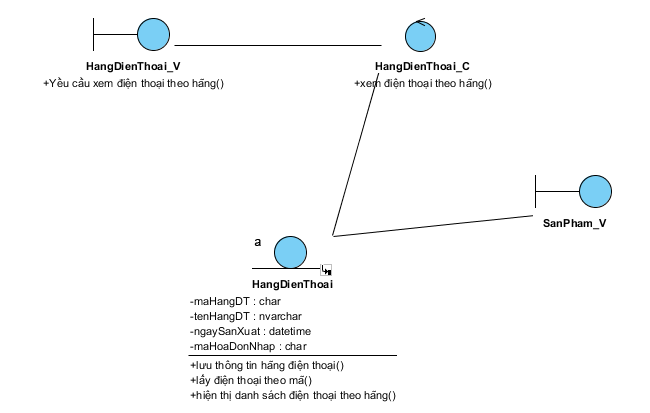 HangDienThoai_V
+Yêu cầu xem điện thoại theo hãng()
HangDienThoai_C
+xem điện thoại theo hãng()
SanPham_V
a
HangDienThoai
-maHangDT : char
-tenHangDT : nvarchar
-ngaySanXuat : datetime
-maHoaDonNhap : char
+lưu thông tin hãng điện thoại()
+lấy điện thoại theo mã()
+hiện thị danh sách điện thoại theo hãng()